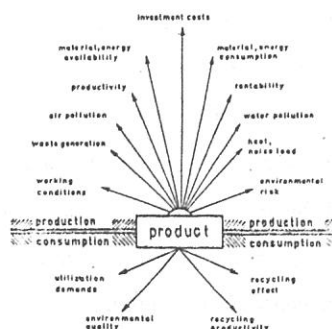 investment costs
material, energy
availability
material, energy
consumption
productivity
rentability
air pollution
water pollution
waste generation
heat,
noise load
working
conditions
environmental
risk
production
production
product
consumption
consumption
utilization
demands
recycling
effect
environmental
quality
recycling
productivity